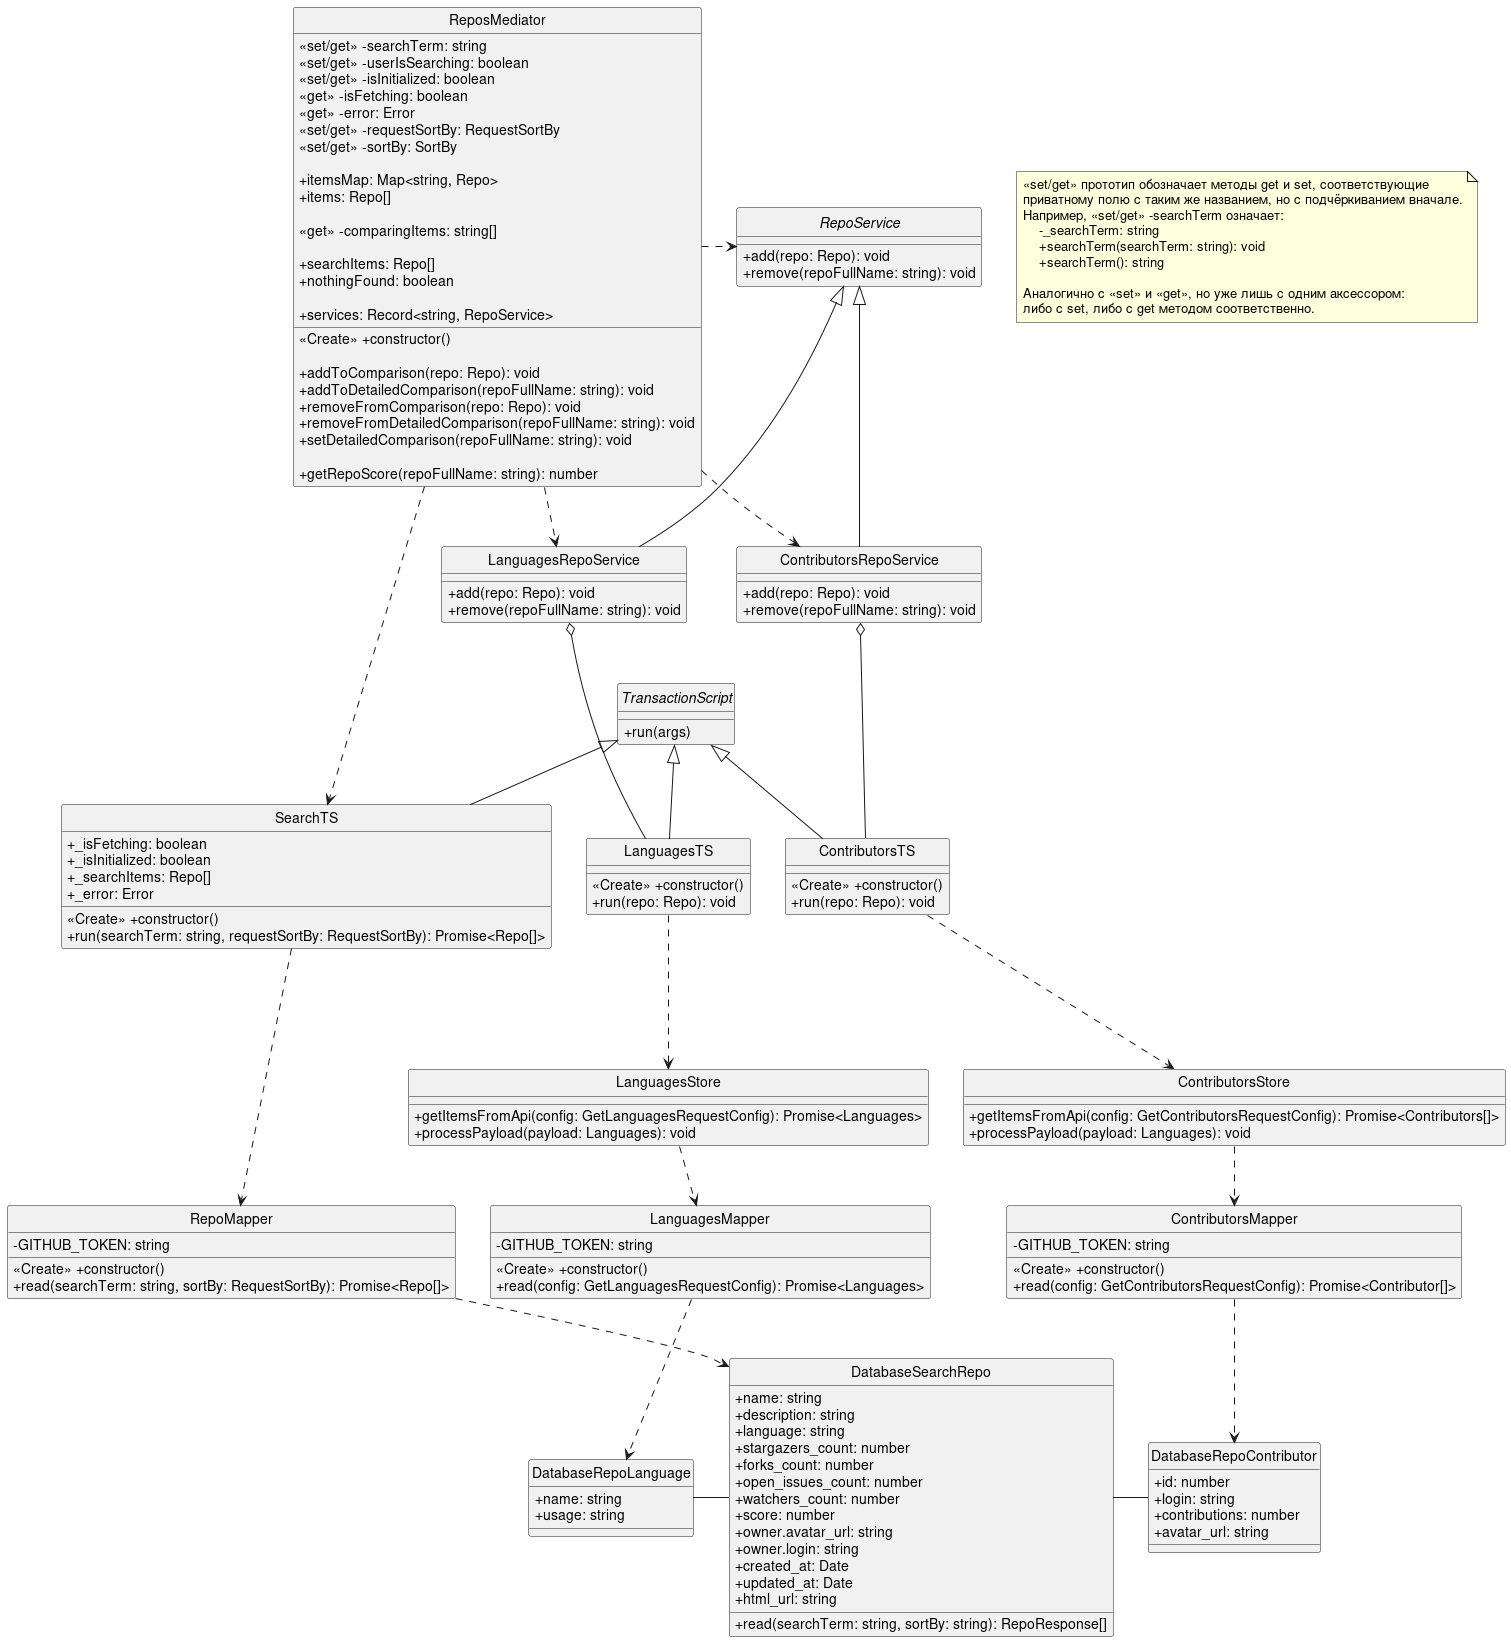 ReposMediator
«set/get» -searchTerm: string
«set/get» -userIsSearching: boolean
«set/get» -isInitialized: boolean
«get» -isFetching: boolean
«get» -error: Error
«set/get» -requestSortBy: RequestSortBy
«set/get» -sortBy: SortBy
+itemsMap: Map<string, Repo>
+items: Repo[]
«get» -comparingItems: string[]
+searchItems: Repo[]
+nothingFound: boolean
+services: Record<string, RepoService>
«Create» +constructor()
+addToComparison(repo: Repo): void
+addToDetailedComparison(repoFullName: string): void
+removeFromComparison(repo: Repo): void
+removeFromDetailedComparison(repoFullName: string): void
+setDetailedComparison(repoFullName: string): void
+getRepoScore(repoFullName: string): number
RepoService
+add(repo: Repo): void
+remove(repoFullName: string): void
«set/get» прототип обозначает методы get и set, соответствующие
приватному полю с таким же названием, но с подчёркиванием вначале.
Например, «set/get» -searchTerm означает:
-_searchTerm: string
+searchTerm(searchTerm: string): void
+searchTerm(): string
Аналогично с «set» и «get», но уже лишь с одним аксессором:
либо с set, либо с get методом соответственно.
LanguagesRepoService
+add(repo: Repo): void
+remove(repoFullName: string): void
ContributorsRepoService
+add(repo: Repo): void
+remove(repoFullName: string): void
TransactionScript
+run(args)
SearchTS
+_isFetching: boolean
+_isInitialized: boolean
+_searchItems: Repo[]
+_error: Error
«Create» +constructor()
+run(searchTerm: string, requestSortBy: RequestSortBy): Promise<Repo[]>
LanguagesTS
«Create» +constructor()
+run(repo: Repo): void
ContributorsTS
«Create» +constructor()
+run(repo: Repo): void
LanguagesStore
+getItemsFromApi(config: GetLanguagesRequestConfig): Promise<Languages>
+processPayload(payload: Languages): void
ContributorsStore
+getItemsFromApi(config: GetContributorsRequestConfig): Promise<Contributors[]>
+processPayload(payload: Languages): void
RepoMapper
-GITHUB_TOKEN: string
«Create» +constructor()
+read(searchTerm: string, sortBy: RequestSortBy): Promise<Repo[]>
LanguagesMapper
-GITHUB_TOKEN: string
«Create» +constructor()
+read(config: GetLanguagesRequestConfig): Promise<Languages>
ContributorsMapper
-GITHUB_TOKEN: string
«Create» +constructor()
+read(config: GetContributorsRequestConfig): Promise<Contributor[]>
DatabaseRepoLanguage
+name: string
+usage: string
DatabaseSearchRepo
+name: string
+description: string
+language: string
+stargazers_count: number
+forks_count: number
+open_issues_count: number
+watchers_count: number
+score: number
+owner.avatar_url: string
+owner.login: string
+created_at: Date
+updated_at: Date
+html_url: string
+read(searchTerm: string, sortBy: string): RepoResponse[]
DatabaseRepoContributor
+id: number
+login: string
+contributions: number
+avatar_url: string